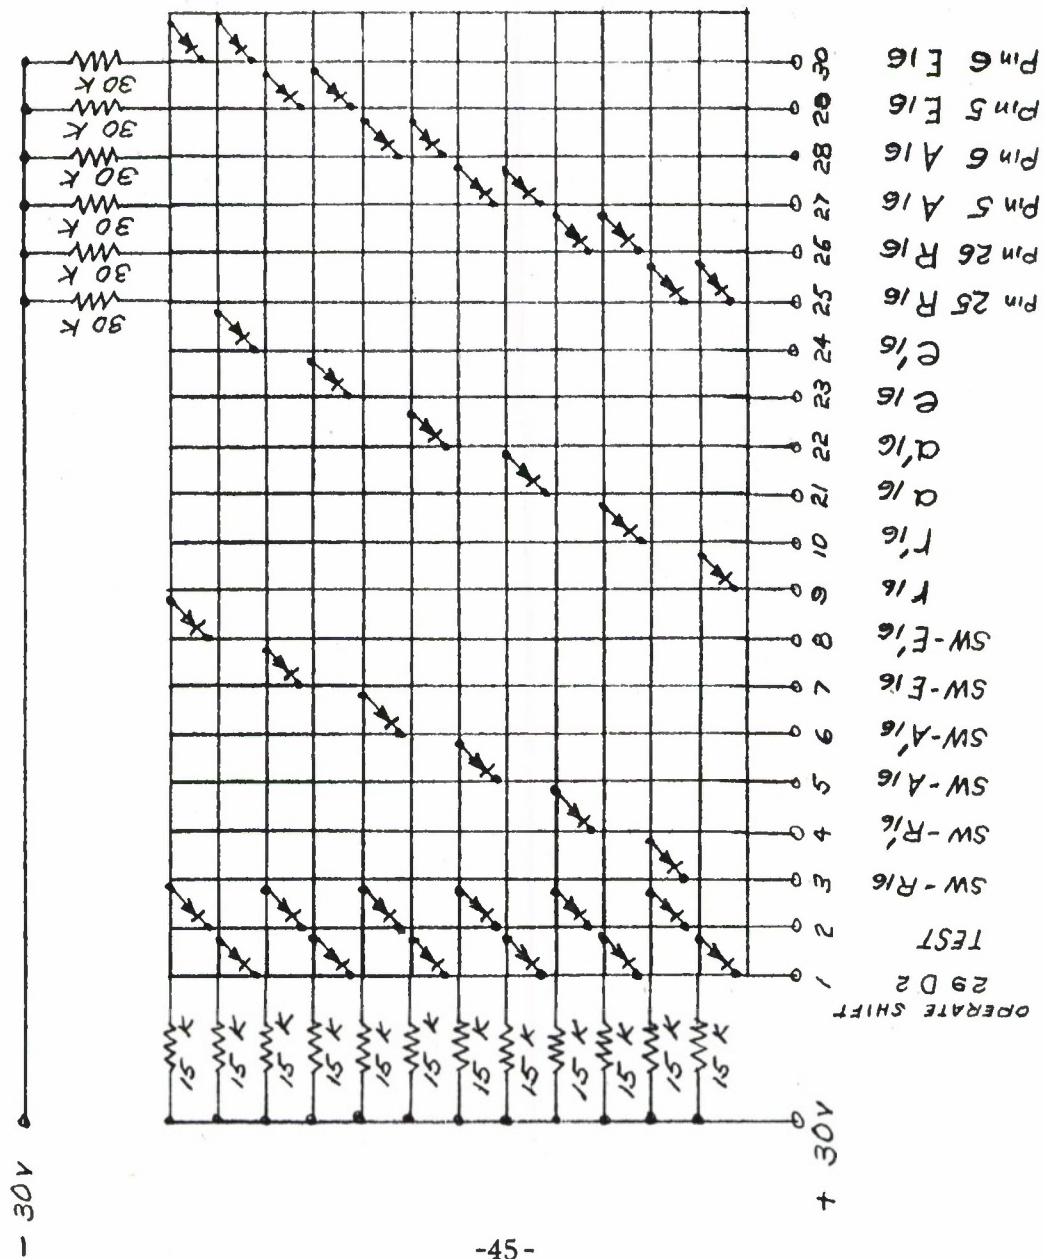 - 30V
30 K
30 K
30 K
30 K
30 K
30 K
30 Pin 6 E16
29 Pin 5 E16
28 Pin 6 A16
27 Pin 5 A16
26 Pin 26 R16
25 Pin 25 R16
24 e'16
23 e16
22 a'16
21 a16
10 r'16
9 r16
8 SW-E'16
7 SW-E16
6 SW-A'16
5 SW-A16
4 SW-R'16
3 SW-R16
2 TEST
1 29 D 2
OPERATE SHIFT
15 K
15 K
15 K
15 K
15 K
15 K
15 K
15 K
15 K
15 K
15 K
15 K
+ 30V
-45-